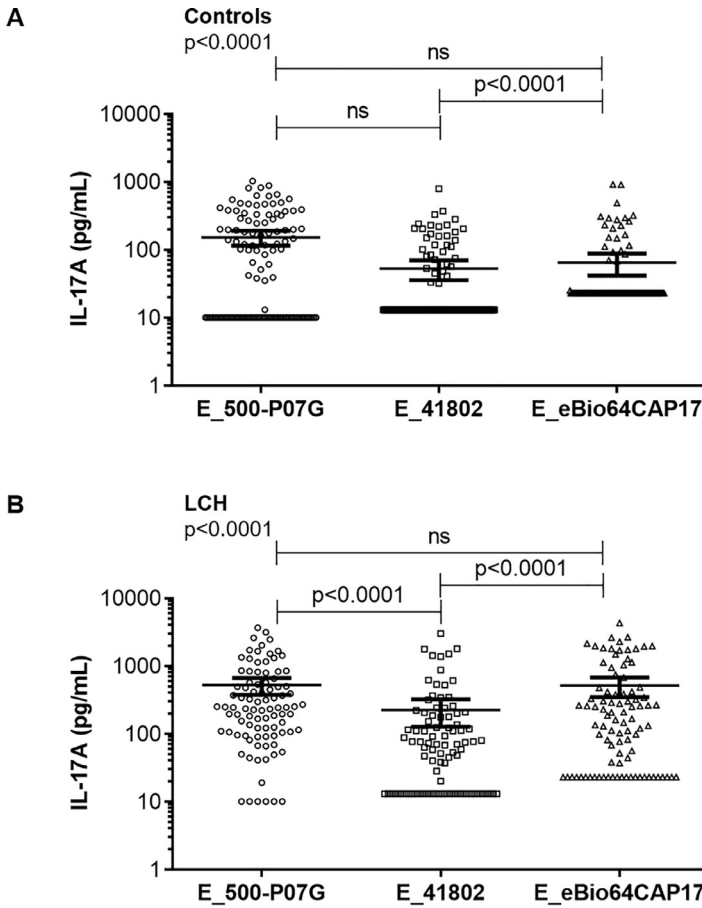 A
Controls
p<0.0001
ns
p<0.0001
ns
10000
1000
100
10
1
IL-17A (pg/mL)
E_500-P07G
E_41802
E_eBio64CAP17
B
LCH
p<0.0001
ns
p<0.0001
p<0.0001
10000
1000
100
10
1
IL-17A (pg/mL)
E_500-P07G
E_41802
E_eBio64CAP17